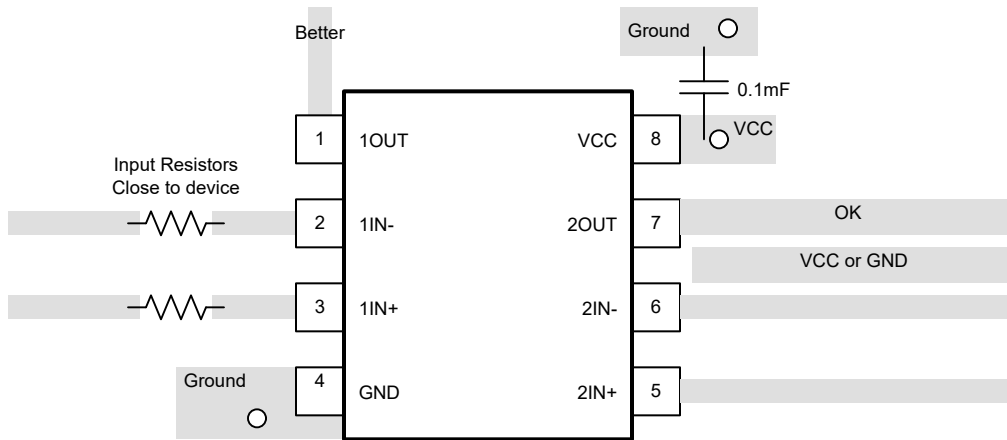 Better
Ground
0.1mF
VCC
1 1OUT VCC 8
Input Resistors
Close to device
2 1IN- 2OUT 7 OK
VCC or GND
3 1IN+ 2IN- 6
Ground
4 GND 2IN+ 5